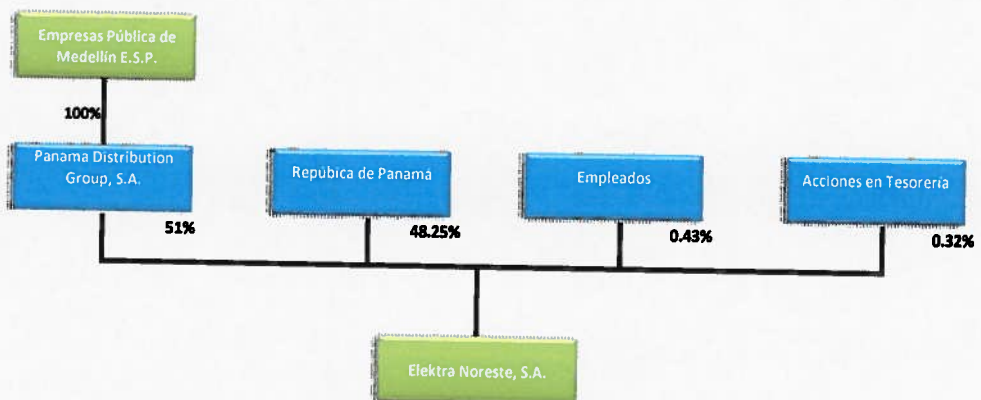 Empresas Pública de
Medellín E.S.P.
100%
Panama Distribution
Group, S.A.
Repúbica de Panamá
Empleados
Acciones en Tesorería
51%
48.25%
0.43%
0.32%
Elektra Noreste, S.A.